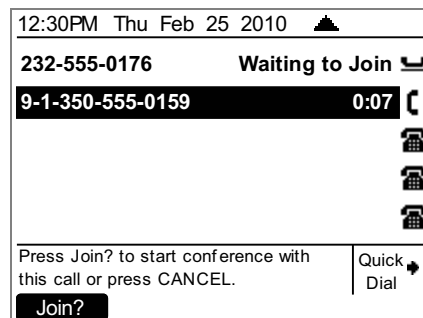 12:30PM Thu Feb 25 2010
232-555-0176 Waiting to Join
9-1-350-555-0159 0:07
Press Join? to start conference with
this call or press CANCEL.
Quick
Dial
Join?